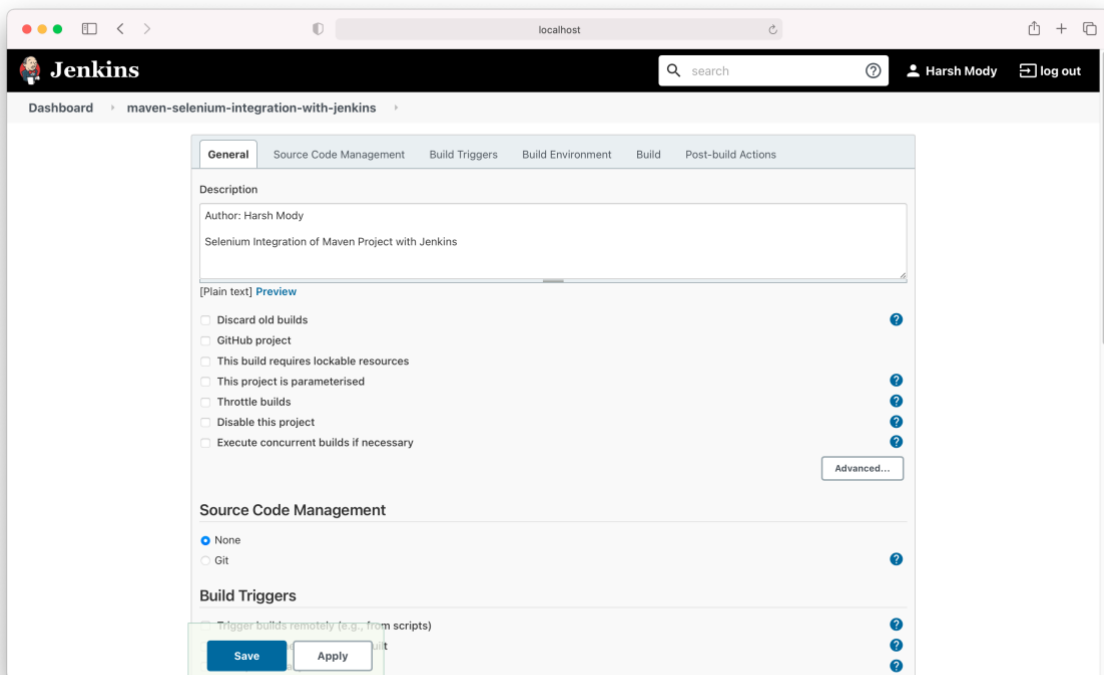 localhost
Jenkins
search
Harsh Mody
log out
Dashboard
maven-selenium-integration-with-jenkins
General
Source Code Management
Build Triggers
Build Environment
Build
Post-build Actions
Description
Author: Harsh Mody
Selenium Integration of Maven Project with Jenkins
[Plain text] Preview
Discard old builds
GitHub project
This build requires lockable resources
This project is parameterised
Throttle builds
Disable this project
Execute concurrent builds if necessary
Advanced...
Source Code Management
None
Git
Build Triggers
Trigger builds remotely (e.g., from scripts)
Save
Apply